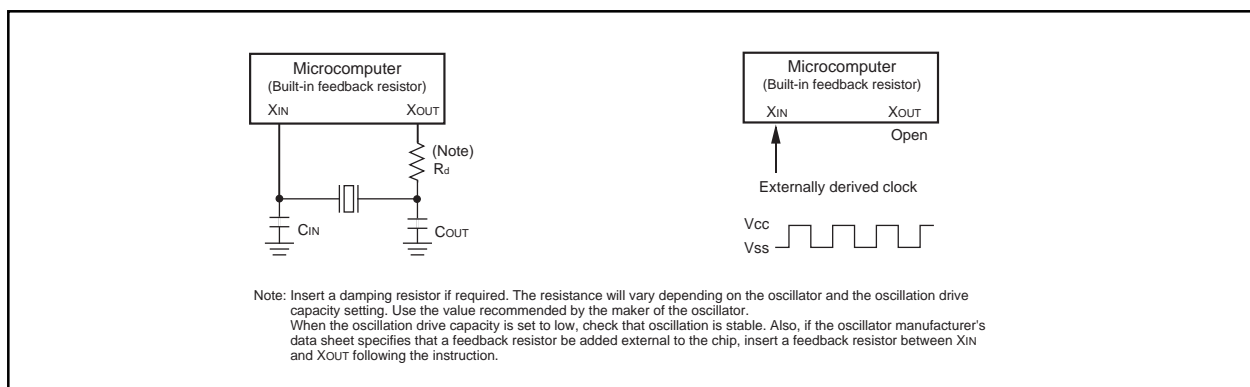 Microcomputer
(Built-in feedback resistor)
XIN XOUT
(Note)
Rd
CIN
COUT
Microcomputer
(Built-in feedback resistor)
XIN XOUT
Open
Externally derived clock
Vcc
Vss
Note: Insert a damping resistor if required. The resistance will vary depending on the oscillator and the oscillation drive
capacity setting. Use the value recommended by the maker of the oscillator.
When the oscillation drive capacity is set to low, check that oscillation is stable. Also, if the oscillator manufacturer's
data sheet specifies that a feedback resistor be added external to the chip, insert a feedback resistor between XIN
and XOUT following the instruction.